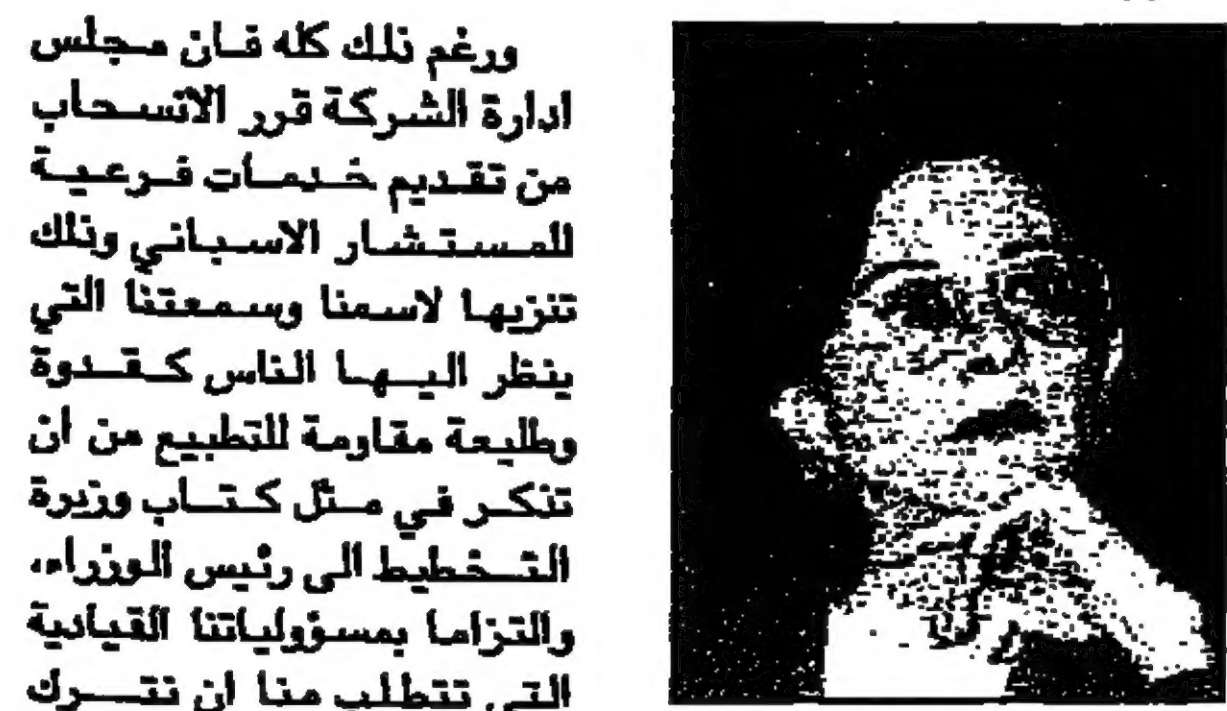 ورغم ذلك كله فان مجلس
ادارة الشركة قرر الانسحاب
من تقديم خدمات فرعية
للمستشار الاسباني وذلك
تنزيها لاسمنا وسمعتنا التي
ينظر اليها الناس كقدوة
وطليعة مقاومة للتطبيع من ان
تذكر في مثل كتاب وزيرة
التخطيط الى رئيس الوزراء،
والتزاما بمسؤولياتنا القيادية
التي تتطلب منا ان نترك